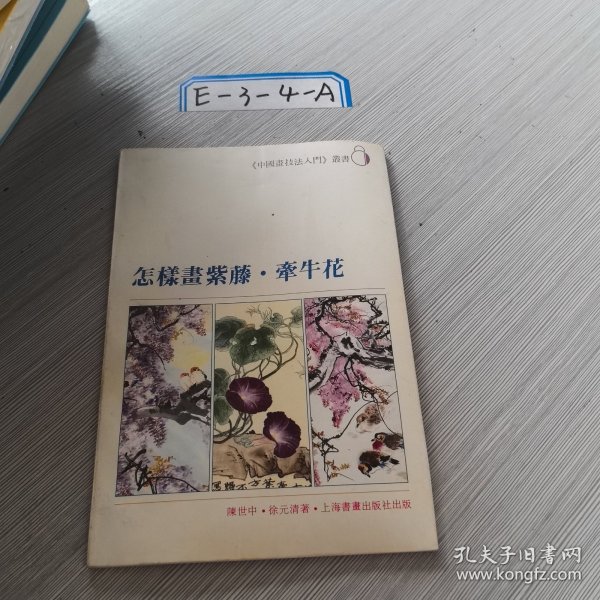 E-3-4-A
《中國畫技法入門》叢書
怎樣畫紫藤·牽牛花
陳世中·徐元清著·上海書畫出版社出版
孔夫子旧书网
www.kongfz.com